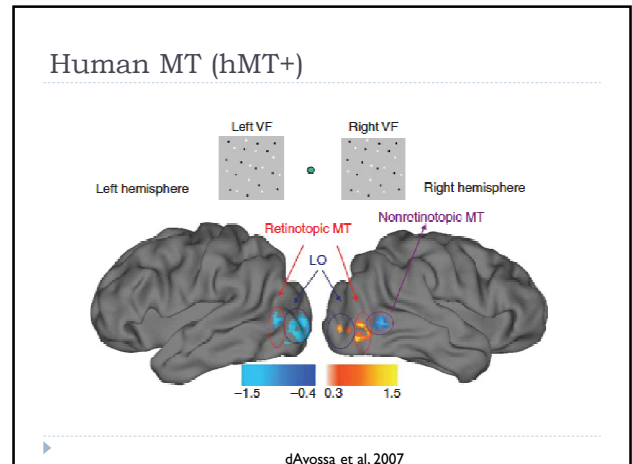 Human MT (hMT+)
Left VF Right VF
Left hemisphere Right hemisphere
Nonretinotopic MT
Retinotopic MT
LO
−1.5 −0.4 0.3 1.5
dAvossa et al, 2007